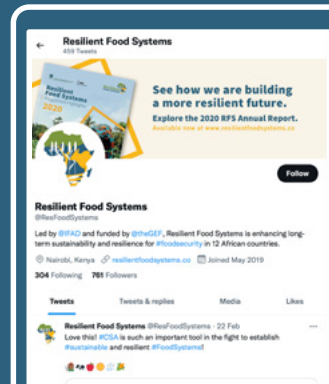 Resilient Food Systems
459 Tweets
Resilient
Food Systems
See how we are building
a more resilient future.
Explore the 2020 RFS Annual Report.
Available now at www.resilientfoodsystems.co
Follow
Resilient Food Systems
@ResFoodSystems
Led by @IFAD and funded by @theGEF, Resilient Food Systems is enhancing long-
term sustainability and resilience for #foodsecurity in 12 African countries.
Nairobi, Kenya resilientfoodsystems.co Joined May 2019
304 Following 761 Followers
Tweets Tweets & replies Media Likes
Resilient Food Systems @ResFoodSystems · 22 Feb
Love this! #CSA is such an important tool in the fight to establish
#sustainable and resilient #FoodSystems!